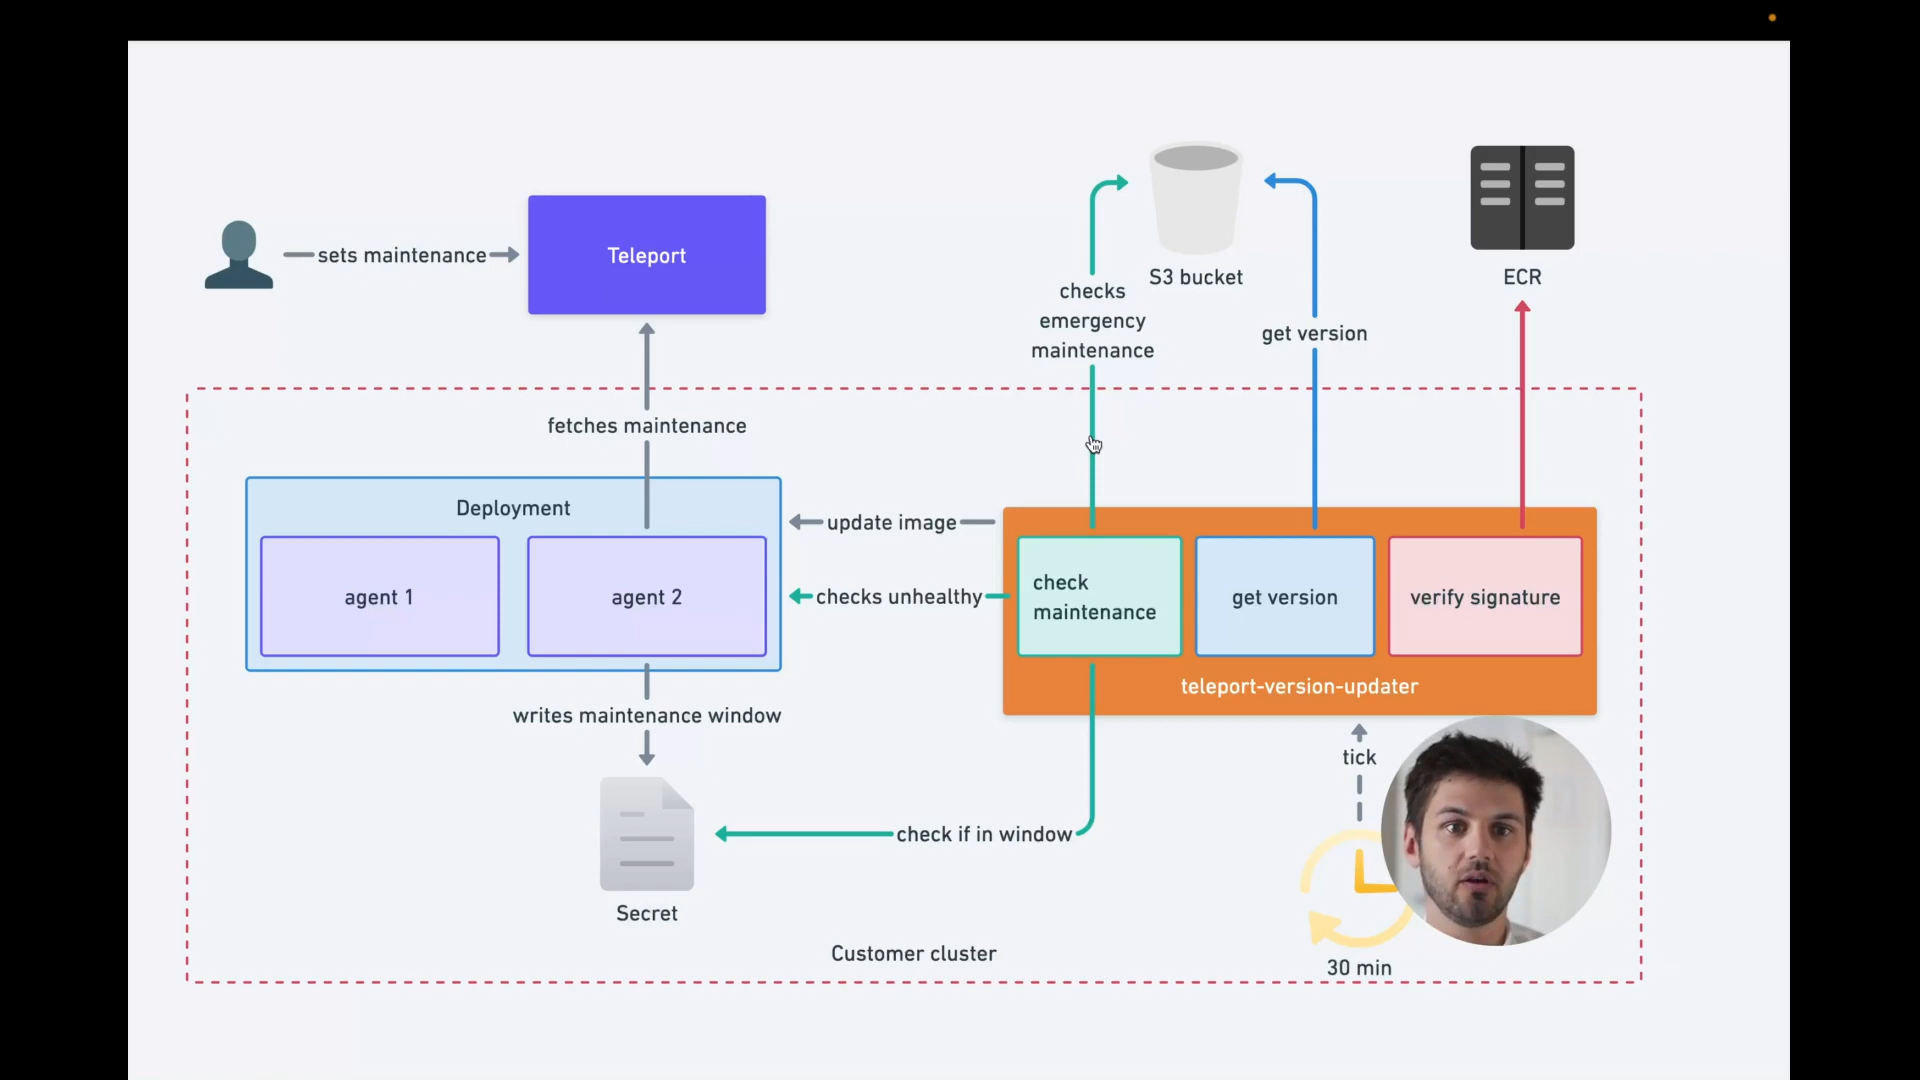 sets maintenance
Teleport
S3 bucket
ECR
checks
emergency
maintenance
get version
fetches maintenance
Deployment
agent 1
agent 2
update image
checks unhealthy
check
maintenance
get version
verify signature
teleport-version-updater
writes maintenance window
tick
check if in window
Secret
Customer cluster
30 min